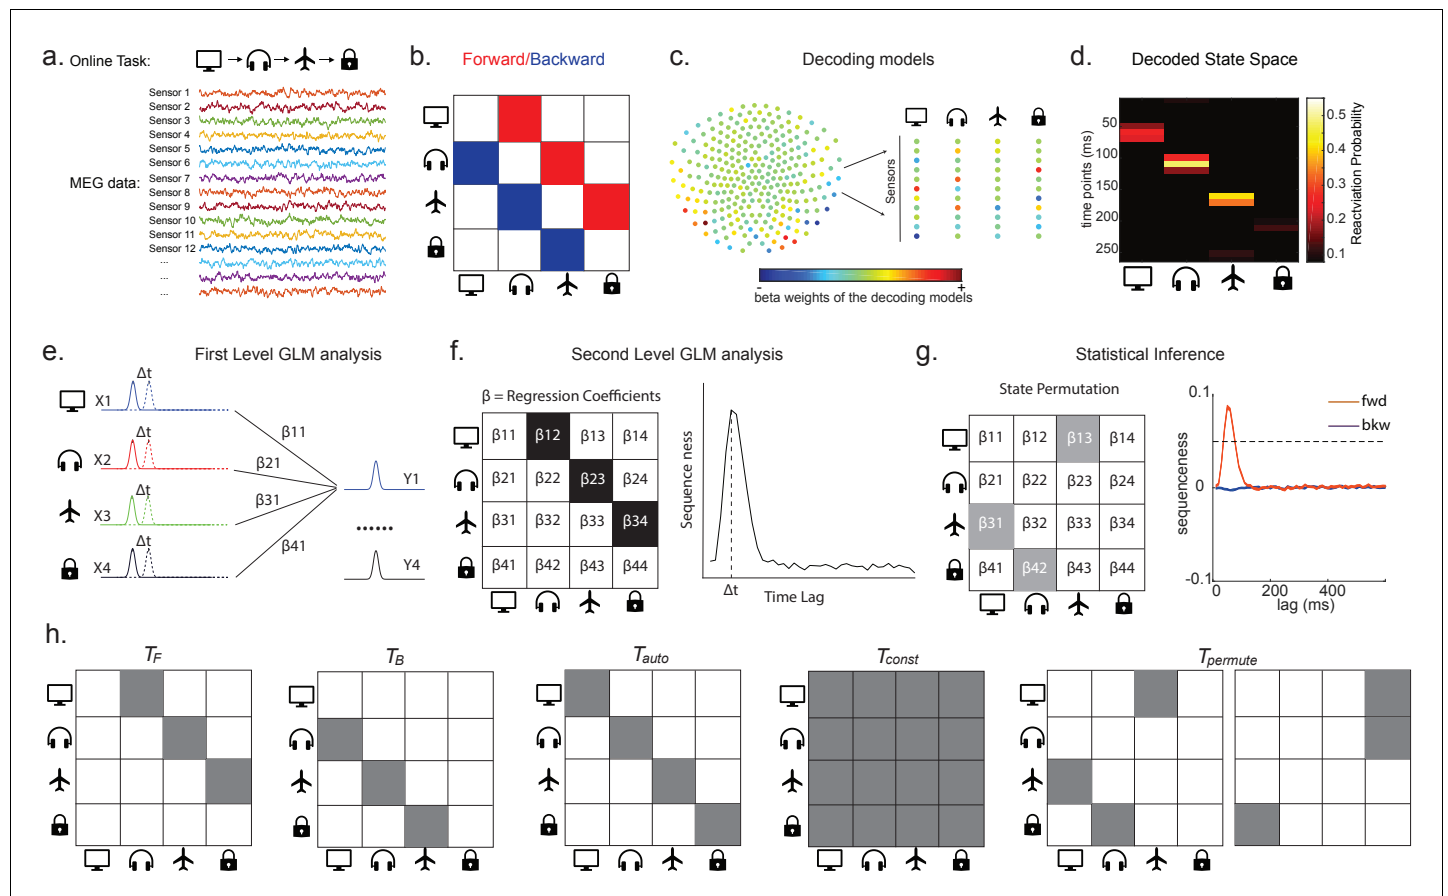 a. Online Task:
Sensor 1
Sensor 2
Sensor 3
Sensor 4
Sensor 5
Sensor 6
MEG data:
Sensor 7
Sensor 8
Sensor 9
Sensor 10
Sensor 11
Sensor 12
...
...
...
b. Forward/Backward
c. Decoding models
Sensors
- +
beta weights of the decoding models
d. Decoded State Space
time points (ms)
50
100
150
200
250
0.5
0.4
0.3
0.2
0.1
Reactviation Probability
e. First Level GLM analysis
Δt
X1
Δt
X2
Δt
X3
Δt
X4
β11
β21
β31
β41
Y1
......
Y4
f. Second Level GLM analysis
β = Regression Coefficients
β11 β12 β13 β14
β21 β22 β23 β24
β31 β32 β33 β34
β41 β42 β43 β44
Sequence ness
Δt
Time Lag
g. Statistical Inference
State Permutation
β11 β12 β13 β14
β21 β22 β23 β24
β31 β32 β33 β34
β41 β42 β43 β44
sequenceness
0.1
0
-0.1
fwd
bkw
0 200 400
lag (ms)
h.
TF
TB
Tauto
Tconst
Tpermute